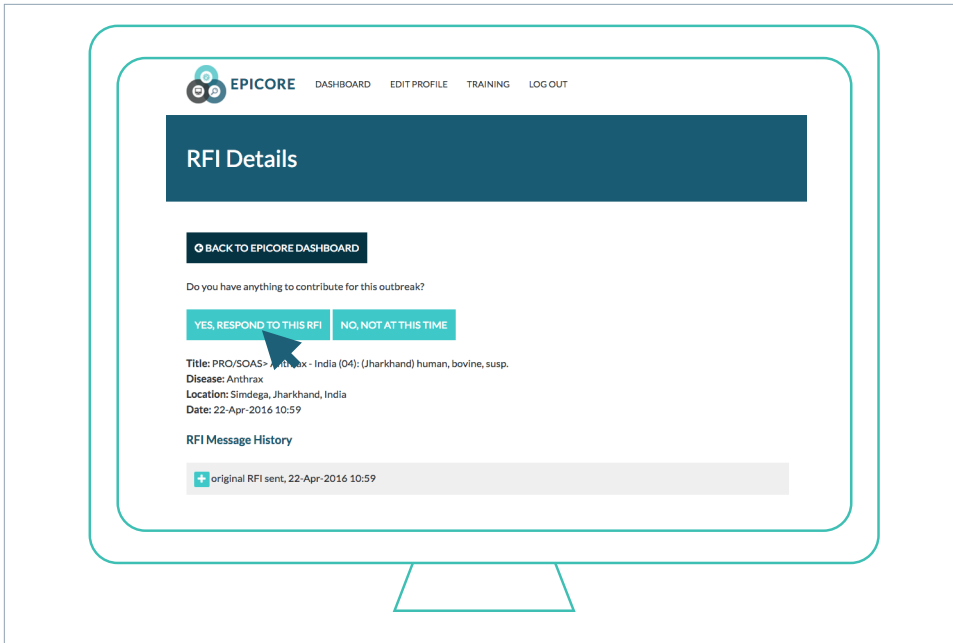 EPICORE DASHBOARD EDIT PROFILE TRAINING LOG OUT
RFI Details
BACK TO EPICORE DASHBOARD
Do you have anything to contribute for this outbreak?
YES, RESPOND TO THIS RFI NO, NOT AT THIS TIME
Title: PRO/SOAS> Anthrax - India (04): (Jharkhand) human, bovine, susp.
Disease: Anthrax
Location: Simdega, Jharkhand, India
Date: 22-Apr-2016 10:59
RFI Message History
original RFI sent, 22-Apr-2016 10:59